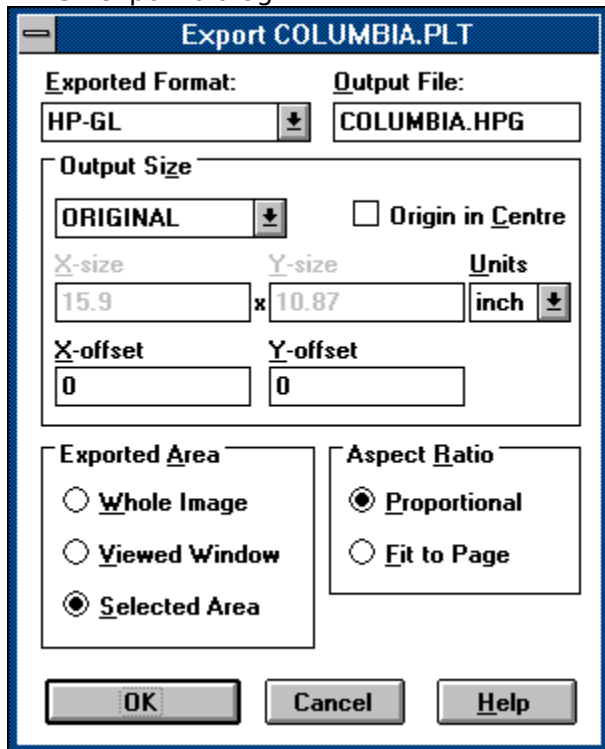 Export COLUMBIA.PLT
Exported Format:
Output File:
HP-GL
COLUMBIA.HPG
Output Size
ORIGINAL
Origin in Centre
X-size
Y-size
Units
15.9
x
10.87
inch
X-offset
Y-offset
0
0
Exported Area
Whole Image
Viewed Window
Selected Area
Aspect Ratio
Proportional
Fit to Page
OK
Cancel
Help